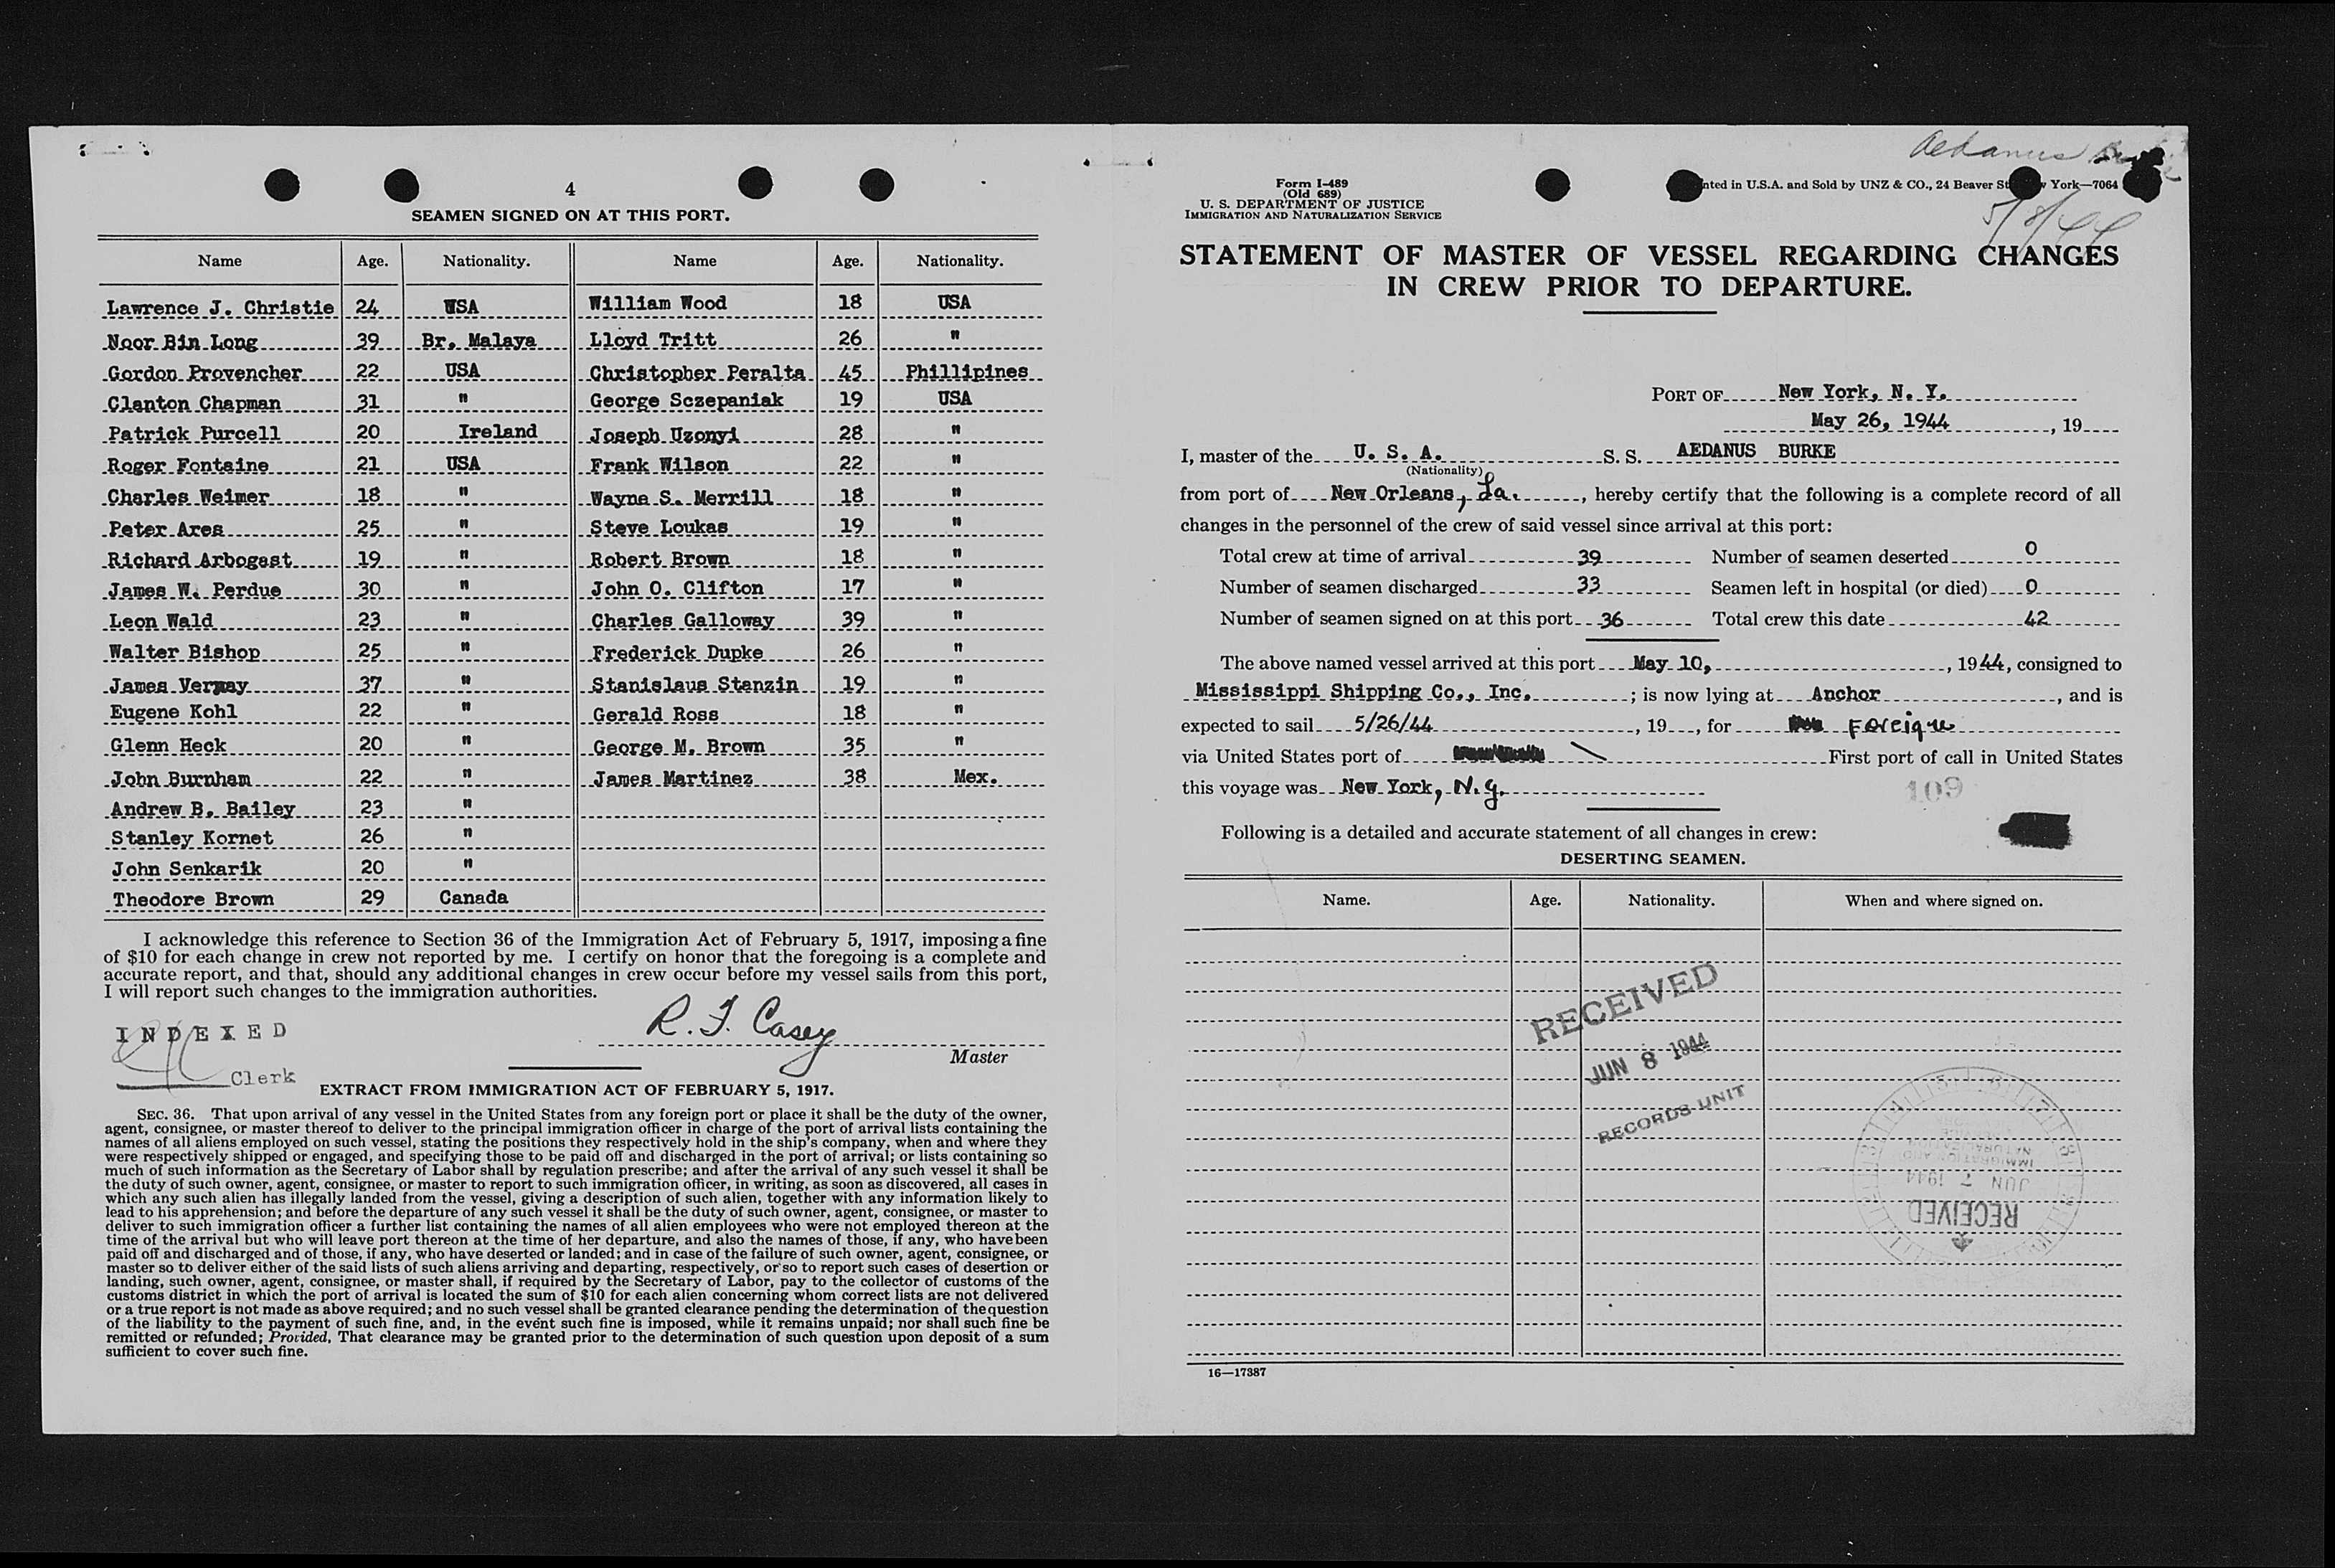 4
SEAMEN SIGNED ON AT THIS PORT.
Name Age. Nationality. Name Age. Nationality.
Lawrence J. Christie 24 USA William Wood 18 USA
Noor Bin Long 39 Br. Malaya Lloyd Tritt 26 "
Gordon Provencher 22 USA Christopher Peralta 45 Phillipines
Clanton Chapman 31 " George Sczepaniak 19 USA
Patrick Purcell 20 Ireland Joseph Uzonyi 28 "
Roger Fontaine 21 USA Frank Wilson 22 "
Charles Weimer 18 " Wayne S. Merrill 18 "
Peter Ares 25 " Steve Loukas 19 "
Richard Arbogast 19 " Robert Brown 18 "
James W. Perdue 30 " John O. Clifton 17 "
Leon Wald 23 " Charles Galloway 39 "
Walter Bishop 25 " Frederick Dupke 26 "
James Vermay 37 " Stanislaus Stanzin 19 "
Eugene Kohl 22 " Gerald Ross 18 "
Glenn Heck 20 " George M. Brown 35 "
John Burnham 22 " James Martinez 38 Mex.
Andrew B. Bailey 23 "
Stanley Kornet 26 "
John Senkarik 20 "
Theodore Brown 29 Canada
I acknowledge this reference to Section 36 of the Immigration Act of February 5, 1917, imposing a fine
of $10 for each change in crew not reported by me. I certify on honor that the foregoing is a complete and
accurate report, and that, should any additional changes in crew occur before my vessel sails from this port,
I will report such changes to the immigration authorities.
INDEXED
R. F. Casey
Master
Clerk
EXTRACT FROM IMMIGRATION ACT OF FEBRUARY 5, 1917.
SEC. 36. That upon arrival of any vessel in the United States from any foreign port or place it shall be the duty of the owner,
agent, consignee, or master thereof to deliver to the principal immigration officer in charge of the port of arrival lists containing the
names of all aliens employed on such vessel, stating the positions they respectively hold in the ship's company, when and where they
were respectively shipped or engaged, and specifying those to be paid off and discharged in the port of arrival; or lists containing so
much of such information as the Secretary of Labor shall by regulation prescribe; and after the arrival of any such vessel it shall be
the duty of such owner, agent, consignee, or master to report to such immigration officer, in writing, as soon as discovered, all cases in
which any such alien has illegally landed from the vessel, giving a description of such alien, together with any information likely to
lead to his apprehension; and before the departure of any such vessel it shall be the duty of such owner, agent, consignee, or master to
deliver to such immigration officer a further list containing the names of all alien employees who were not employed thereon at the
time of the arrival but who will leave port thereon at the time of her departure, and also the names of those, if any, who have been
paid off and discharged and of those, if any, who have deserted or landed; and in case of the failure of such owner, agent, consignee, or
master so to deliver either of the said lists of such aliens arriving and departing, respectively, or so to report such cases of desertion or
landing, such owner, agent, consignee, or master shall, if required by the Secretary of Labor, pay to the collector of customs of the
customs district in which the port of arrival is located the sum of $10 for each alien concerning whom correct lists are not delivered
or a true report is not made as above required; and no such vessel shall be granted clearance pending the determination of the question
of the liability to the payment of such fine, and, in the event such fine is imposed, while it remains unpaid; nor shall such fine be
remitted or refunded; Provided, That clearance may be granted prior to the determination of such question upon deposit of a sum
sufficient to cover such fine.
Aedanus
Form I-489
(Old 689)
U. S. DEPARTMENT OF JUSTICE
IMMIGRATION AND NATURALIZATION SERVICE
in U.S.A. and Sold by UNZ & CO., 24 Beaver York—7064
5/8/44
STATEMENT OF MASTER OF VESSEL REGARDING CHANGES
IN CREW PRIOR TO DEPARTURE.
PORT OF New York, N. Y.
May 26, 1944, 19
I, master of the U. S. A. S. S. AEDANUS BURKE
(Nationality)
from port of New Orleans, La., hereby certify that the following is a complete record of all
changes in the personnel of the crew of said vessel since arrival at this port:
Total crew at time of arrival 39 Number of seamen deserted 0
Number of seamen discharged 33 Seamen left in hospital (or died) 0
Number of seamen signed on at this port 36 Total crew this date 42
The above named vessel arrived at this port May 10, , 1944, consigned to
Mississippi Shipping Co., Inc. ; is now lying at Anchor , and is
expected to sail 5/26/44 , 19 , for Foreign
via United States port of First port of call in United States
this voyage was New York, N.Y.
109
Following is a detailed and accurate statement of all changes in crew:
DESERTING SEAMEN.
Name. Age. Nationality. When and where signed on.
RECEIVED
JUN 8 1944
RECORDS UNIT
IMMIGRATION AND
NATURALIZATION
JUN 7 1944
RECEIVED
16—17387